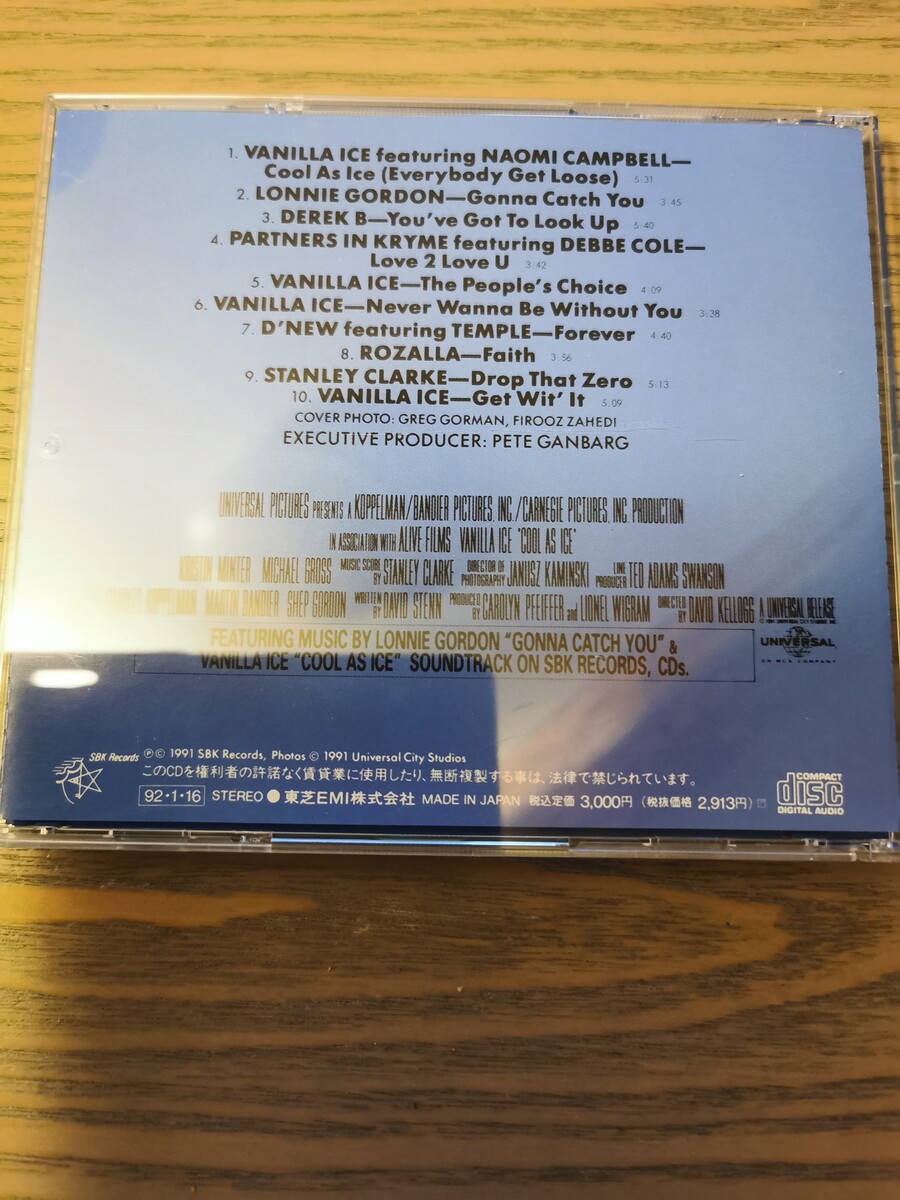 1. VANILLA ICE featuring NAOMI CAMPBELL—
Cool As Ice (Everybody Get Loose) 5:31
2. LONNIE GORDON—Gonna Catch You 3:45
3. DEREK B—You've Got To Look Up 5:40
4. PARTNERS IN KRYME featuring DEBBE COLE—
Love 2 Love U 3:42
5. VANILLA ICE—The People's Choice 4:09
6. VANILLA ICE—Never Wanna Be Without You 3:38
7. D'NEW featuring TEMPLE—Forever 4:40
8. ROZALLA—Faith 3:56
9. STANLEY CLARKE—Drop That Zero 5:13
10. VANILLA ICE—Get Wit' It 5:09
COVER PHOTO: GREG GORMAN, FIROOZ ZAHEDI
EXECUTIVE PRODUCER: PETE GANBARG
UNIVERSAL PICTURES PRESENTS A KOPPELMAN/BANDIER PICTURES, INC./CARNEGIE PICTURES, INC. PRODUCTION
IN ASSOCIATION WITH ALIVE FILMS VANILLA ICE "COOL AS ICE"
KRISTIN MINTER MICHAEL GROSS MUSIC SCORE BY STANLEY CLARKE DIRECTOR OF PHOTOGRAPHY JANUSZ KAMINSKI LINE PRODUCER TED ADAMS SWANSON
KOPPELMAN MARTIN BANDIER SHEP GORDON WRITTEN BY DAVID STENN PRODUCED BY CAROLYN PFEIFFER and LIONEL WIGRAM DIRECTED BY DAVID KELLOGG A UNIVERSAL RELEASE
FEATURING MUSIC BY LONNIE GORDON "GONNA CATCH YOU" &
VANILLA ICE "COOL AS ICE" SOUNDTRACK ON SBK RECORDS, CDs.
UNIVERSAL
AN MCA COMPANY
SBK Records ℗© 1991 SBK Records, Photos © 1991 Universal City Studios
このCDを権利者の許諾なく賃貸業に使用したり、無断複製する事は、法律で禁じられています。
92・1・16 STEREO ● 東芝EMI株式会社 MADE IN JAPAN 税込定価 3,000円 (税抜価格 2,913円)
COMPACT
disc
DIGITAL AUDIO